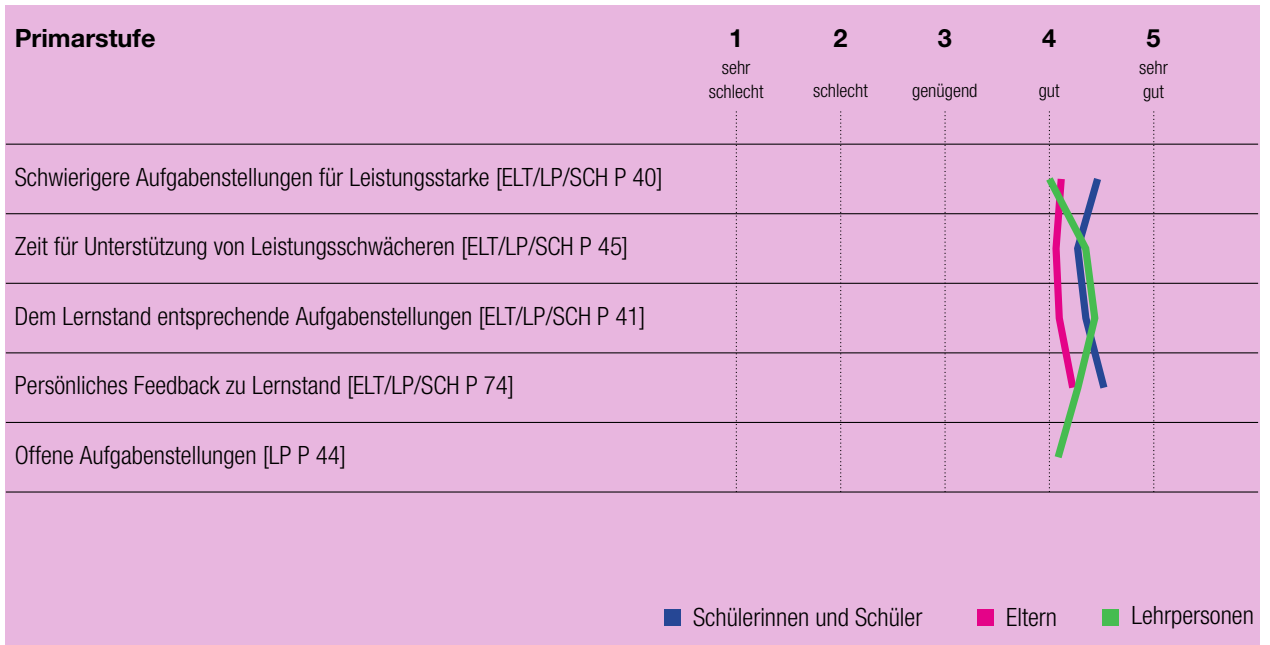 Primarstufe 1 2 3 4 5
sehr schlecht schlecht genügend gut sehr gut
Schwierigere Aufgabenstellungen für Leistungsstarke [ELT/LP/SCH P 40]
Zeit für Unterstützung von Leistungsschwächeren [ELT/LP/SCH P 45]
Dem Lernstand entsprechende Aufgabenstellungen [ELT/LP/SCH P 41]
Persönliches Feedback zu Lernstand [ELT/LP/SCH P 74]
Offene Aufgabenstellungen [LP P 44]
Schülerinnen und Schüler Eltern Lehrpersonen